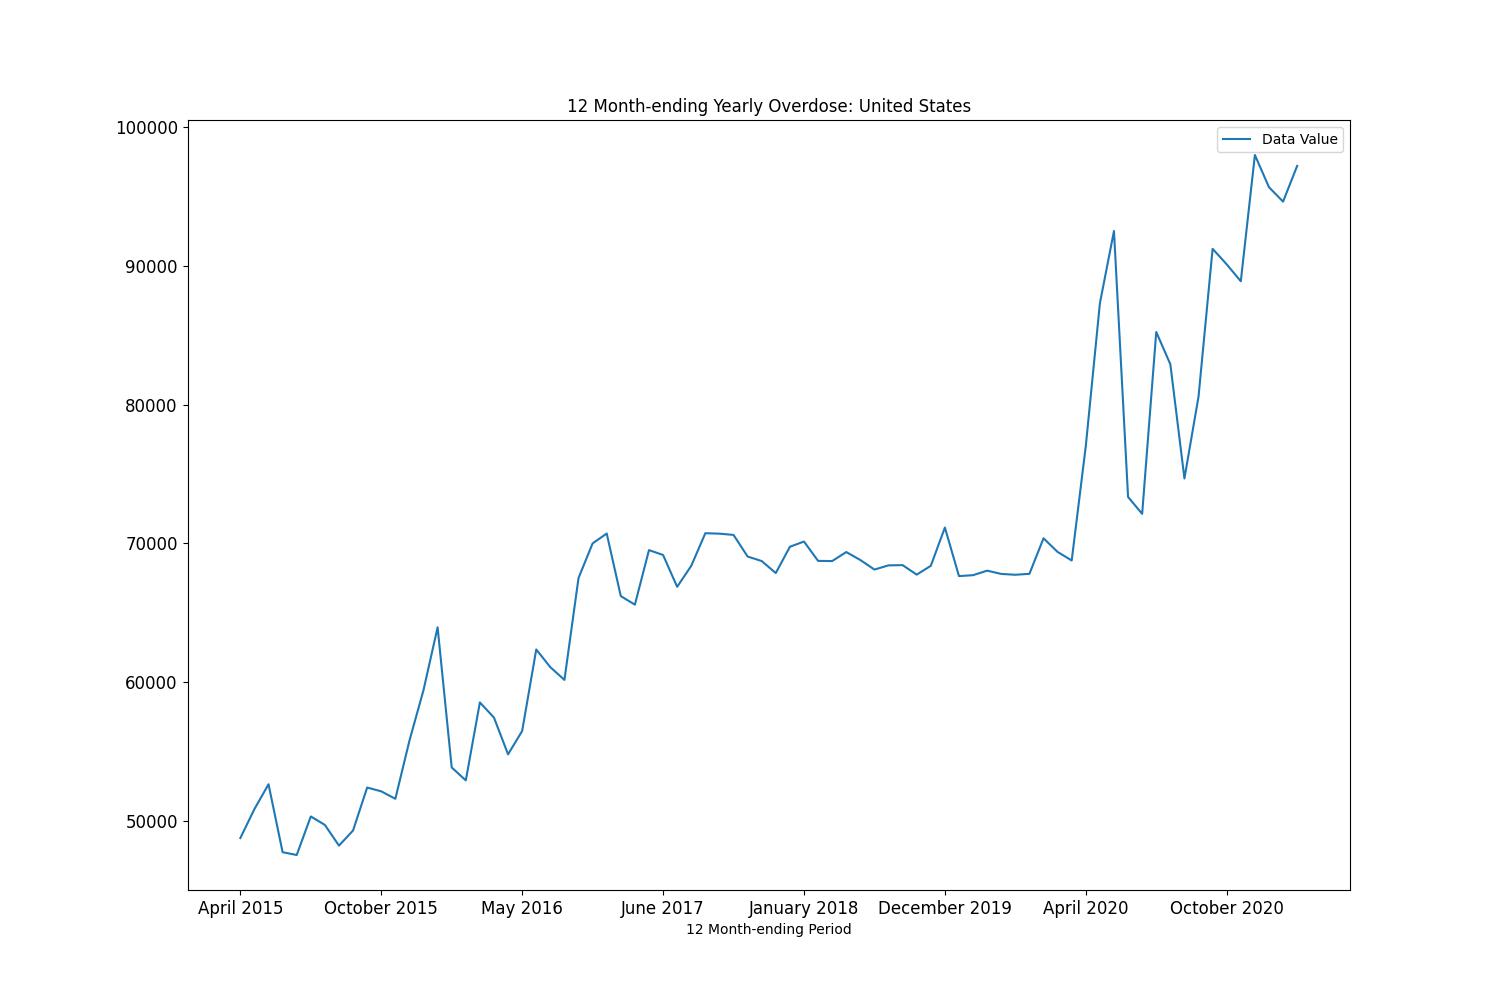 12 Month-ending Yearly Overdose: United States
Data Value
100000
90000
80000
70000
60000
50000
April 2015 October 2015 May 2016 June 2017 January 2018 December 2019 April 2020 October 2020
12 Month-ending Period